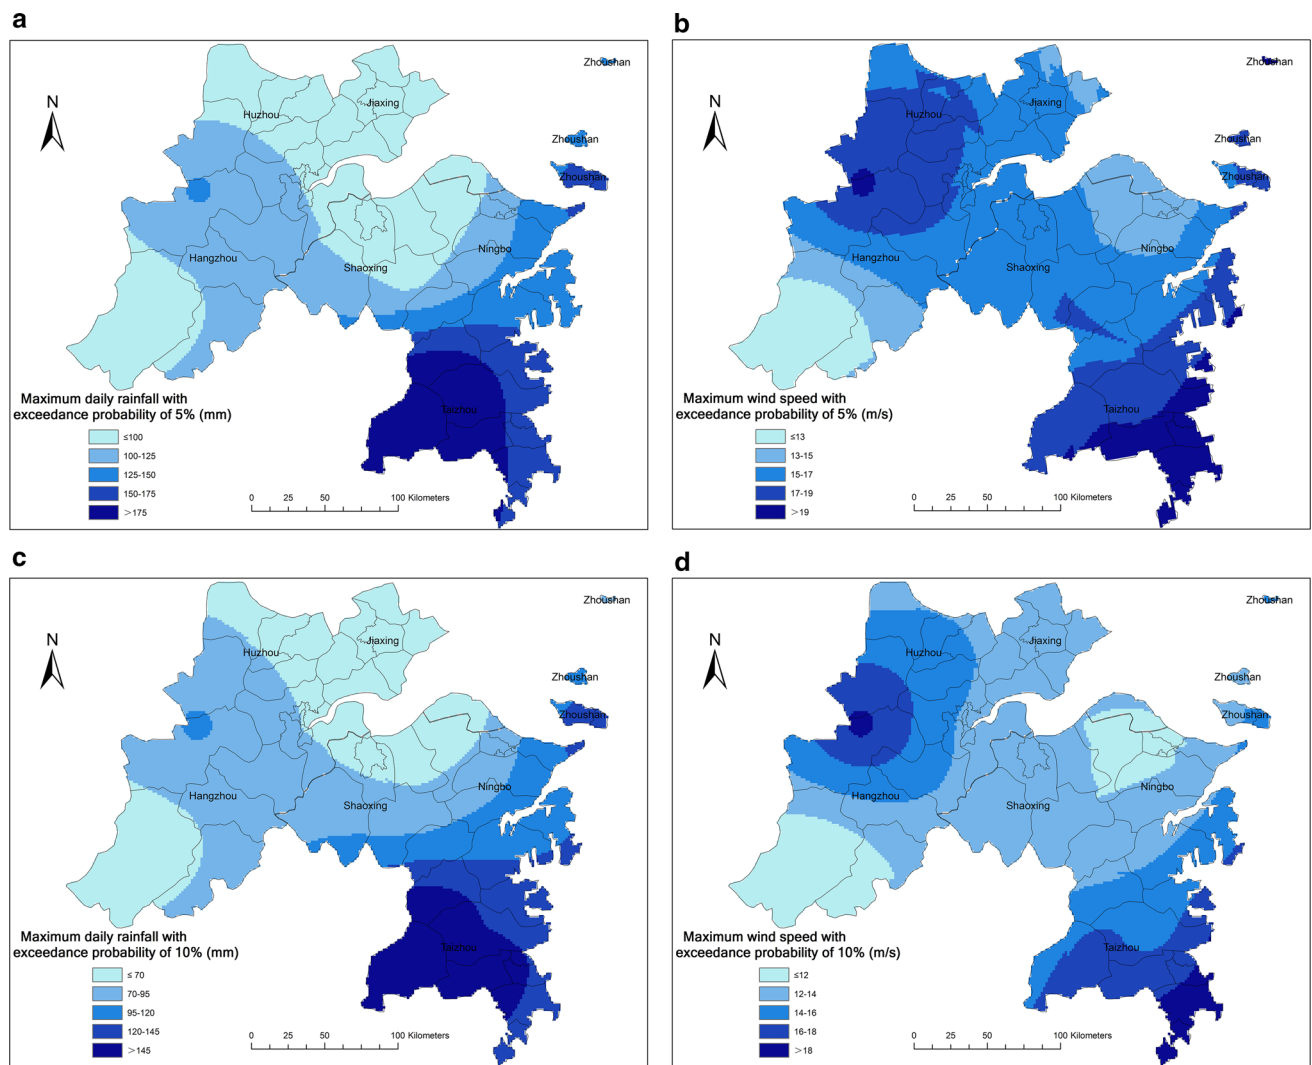 a
N
Zhoushan
Jiaxing
Huzhou
Zhoushan
Zhoushan
Hangzhou
Ningbo
Shaoxing
Taizhou
Maximum daily rainfall with
exceedance probability of 5% (mm)
≤100
100-125
125-150
150-175
>175
0 25 50 100 Kilometers
b
N
Zhoushan
Jiaxing
Huzhou
Zhoushan
Zhoushan
Hangzhou
Ningbo
Shaoxing
Taizhou
Maximum wind speed with
exceedance probability of 5% (m/s)
≤13
13-15
15-17
17-19
>19
0 25 50 100 Kilometers
c
N
Zhoushan
Jiaxing
Huzhou
Zhoushan
Zhoushan
Hangzhou
Ningbo
Shaoxing
Taizhou
Maximum daily rainfall with
exceedance probability of 10% (mm)
≤ 70
70-95
95-120
120-145
>145
0 25 50 100 Kilometers
d
N
Zhoushan
Jiaxing
Huzhou
Zhoushan
Zhoushan
Hangzhou
Ningbo
Shaoxing
Taizhou
Maximum wind speed with
exceedance probability of 10% (m/s)
≤12
12-14
14-16
16-18
>18
0 25 50 100 Kilometers